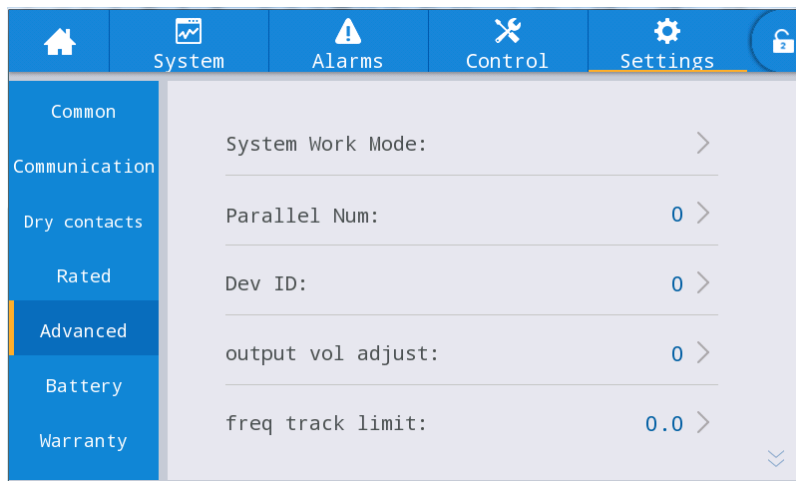 System Alarms Control Settings 2
Common
Communication
Dry contacts
Rated
Advanced
Battery
Warranty
System Work Mode:
Parallel Num: 0
Dev ID: 0
output vol adjust: 0
freq track limit: 0.0